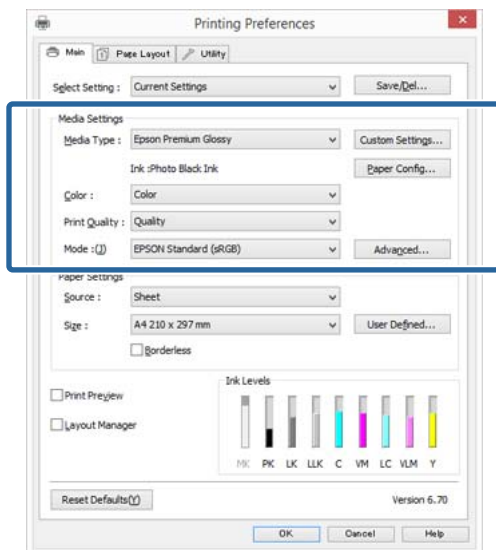 Printing Preferences
Main Page Layout Utility
Select Setting : Current Settings Save/Del...
Media Settings
Media Type : Epson Premium Glossy Custom Settings...
Ink :Photo Black Ink Paper Config...
Color : Color
Print Quality : Quality
Mode :(J) EPSON Standard (sRGB) Advanced...
Paper Settings
Source : Sheet
Size : A4 210 x 297 mm User Defined...
Borderless
Print Preview
Layout Manager
Ink Levels
MK PK LK LLK C VM LC VLM Y
Reset Defaults(Y) Version 6.70
OK Cancel Help